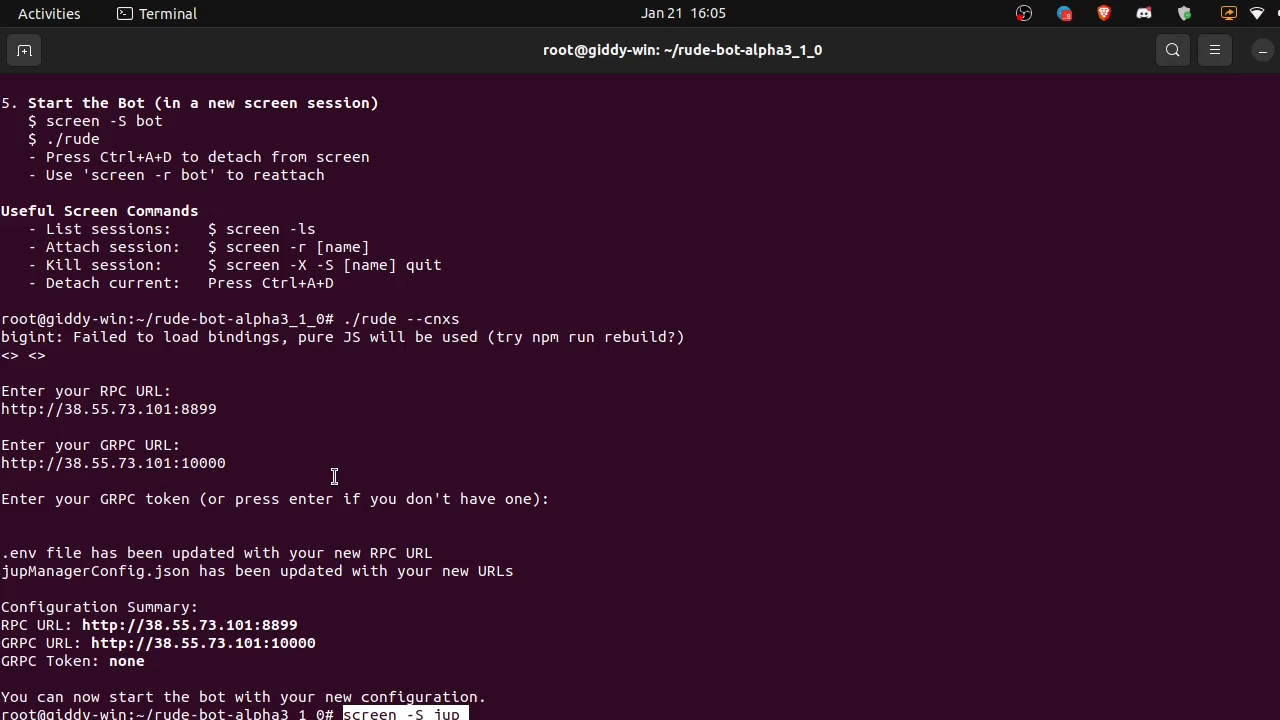 Activities Terminal Jan 21 16:05
root@giddy-win: ~/rude-bot-alpha3_1_0
5. Start the Bot (in a new screen session)
$ screen -S bot
$ ./rude
- Press Ctrl+A+D to detach from screen
- Use 'screen -r bot' to reattach
Useful Screen Commands
- List sessions: $ screen -ls
- Attach session: $ screen -r [name]
- Kill session: $ screen -X -S [name] quit
- Detach current: Press Ctrl+A+D
root@giddy-win:~/rude-bot-alpha3_1_0# ./rude --cnxs
bigint: Failed to load bindings, pure JS will be used (try npm run rebuild?)
<> <>
Enter your RPC URL:
http://38.55.73.101:8899
Enter your GRPC URL:
http://38.55.73.101:10000
Enter your GRPC token (or press enter if you don't have one):
.env file has been updated with your new RPC URL
jupManagerConfig.json has been updated with your new URLs
Configuration Summary:
RPC URL: http://38.55.73.101:8899
GRPC URL: http://38.55.73.101:10000
GRPC Token: none
You can now start the bot with your new configuration.
root@giddy-win:~/rude-bot-alpha3_1_0# screen -S jup